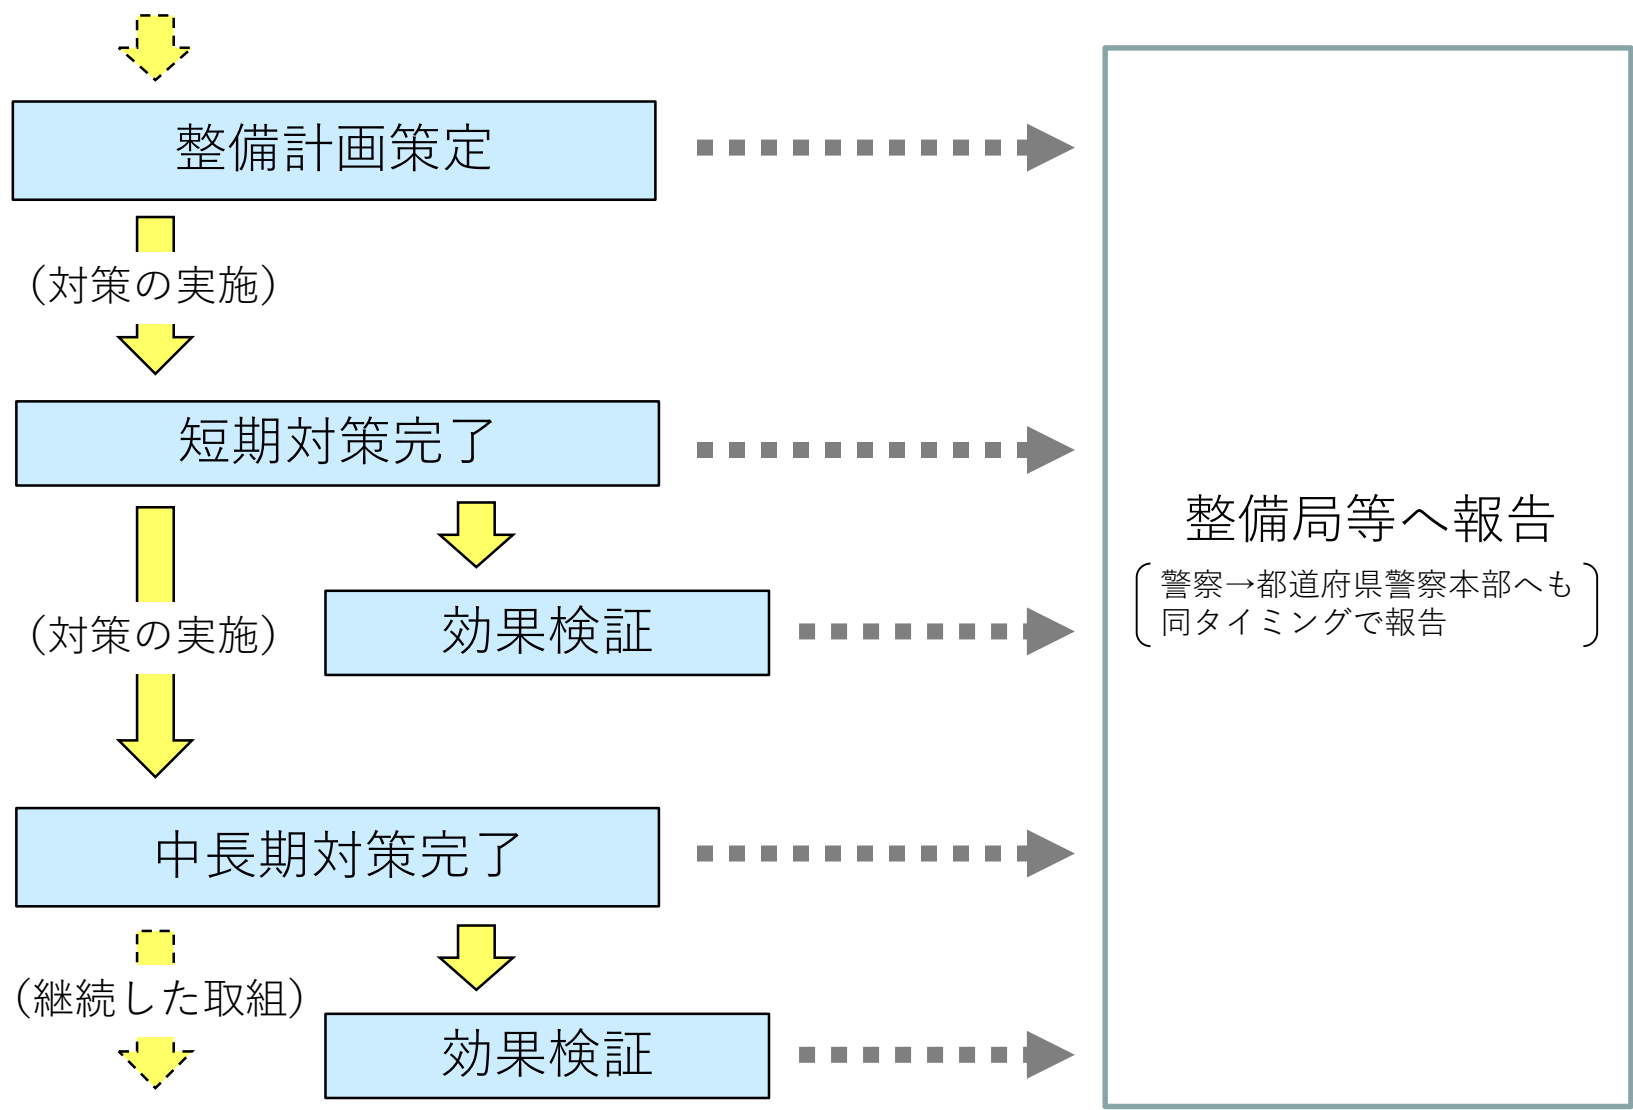 整備計画策定
（対策の実施）
短期対策完了
（対策の実施）
効果検証
中長期対策完了
（継続した取組）
効果検証
整備局等へ報告
警察→都道府県警察本部へも
同タイミングで報告